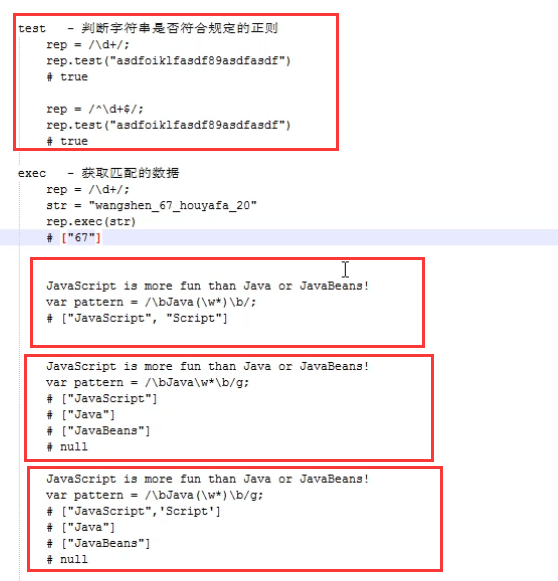 test   - 判断字符串是否符合规定的正则
rep = /\d+/;
rep.test("asdfoiklfasdf89asdfasdf")
# true
rep = /^\d+$/;
rep.test("asdfoiklfasdf89asdfasdf")
# true
exec   - 获取匹配的数据
rep = /\d+/;
str = "wangshen_67_houyafa_20"
rep.exec(str)
# ["67"]
JavaScript is more fun than Java or JavaBeans!
var pattern = /\bJava(\w*)\b/;
# ["JavaScript", "Script"]
JavaScript is more fun than Java or JavaBeans!
var pattern = /\bJava\w*\b/g;
# ["JavaScript"]
# ["Java"]
# ["JavaBeans"]
# null
JavaScript is more fun than Java or JavaBeans!
var pattern = /\bJava(\w*)\b/g;
# ["JavaScript",'Script']
# ["Java"]
# ["JavaBeans"]
# null